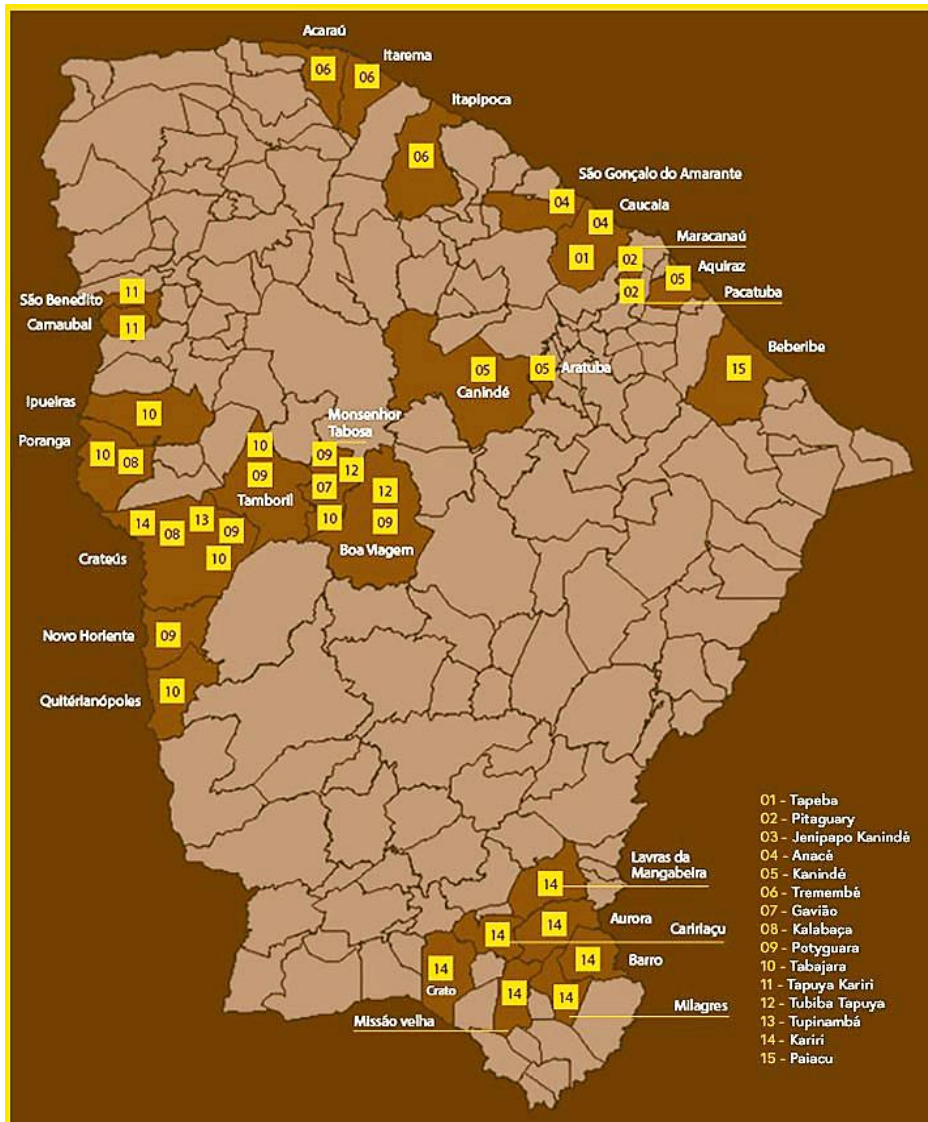 Acaraú
Itarema
06
06
Itapipoca
06
São Gonçalo do Amarante
04
Caucaia
04
Maracanaú
01
02
Aquiraz
05
02
Pacatuba
11
São Benedito
Carnaubal
11
Beberibe
05
05
Aratuba
15
Canindé
Ipueiras
10
Monsenhor
Tabosa
Poranga
10
08
10
09
12
09
07
12
Tamboril
10
09
Boa Viagem
14
08
13
09
10
Crateús
Novo Horiente
09
Quitérianópoles
10
01 - Tapeba
02 - Pitaguary
03 - Jenipapo Kanindé
04 - Anacé
05 - Kanindé
06 - Tremembé
07 - Gavião
08 - Kalabaça
09 - Potyguara
10 - Tabajara
11 - Tapuya Kariri
12 - Tubiba Tapuya
13 - Tupinambá
14 - Kariri
15 - Paiacu
Lavras da
Mangabeira
14
Aurora
14
14
Caririaçu
14
Crato
14
Barro
14
14
Milagres
Missão velha